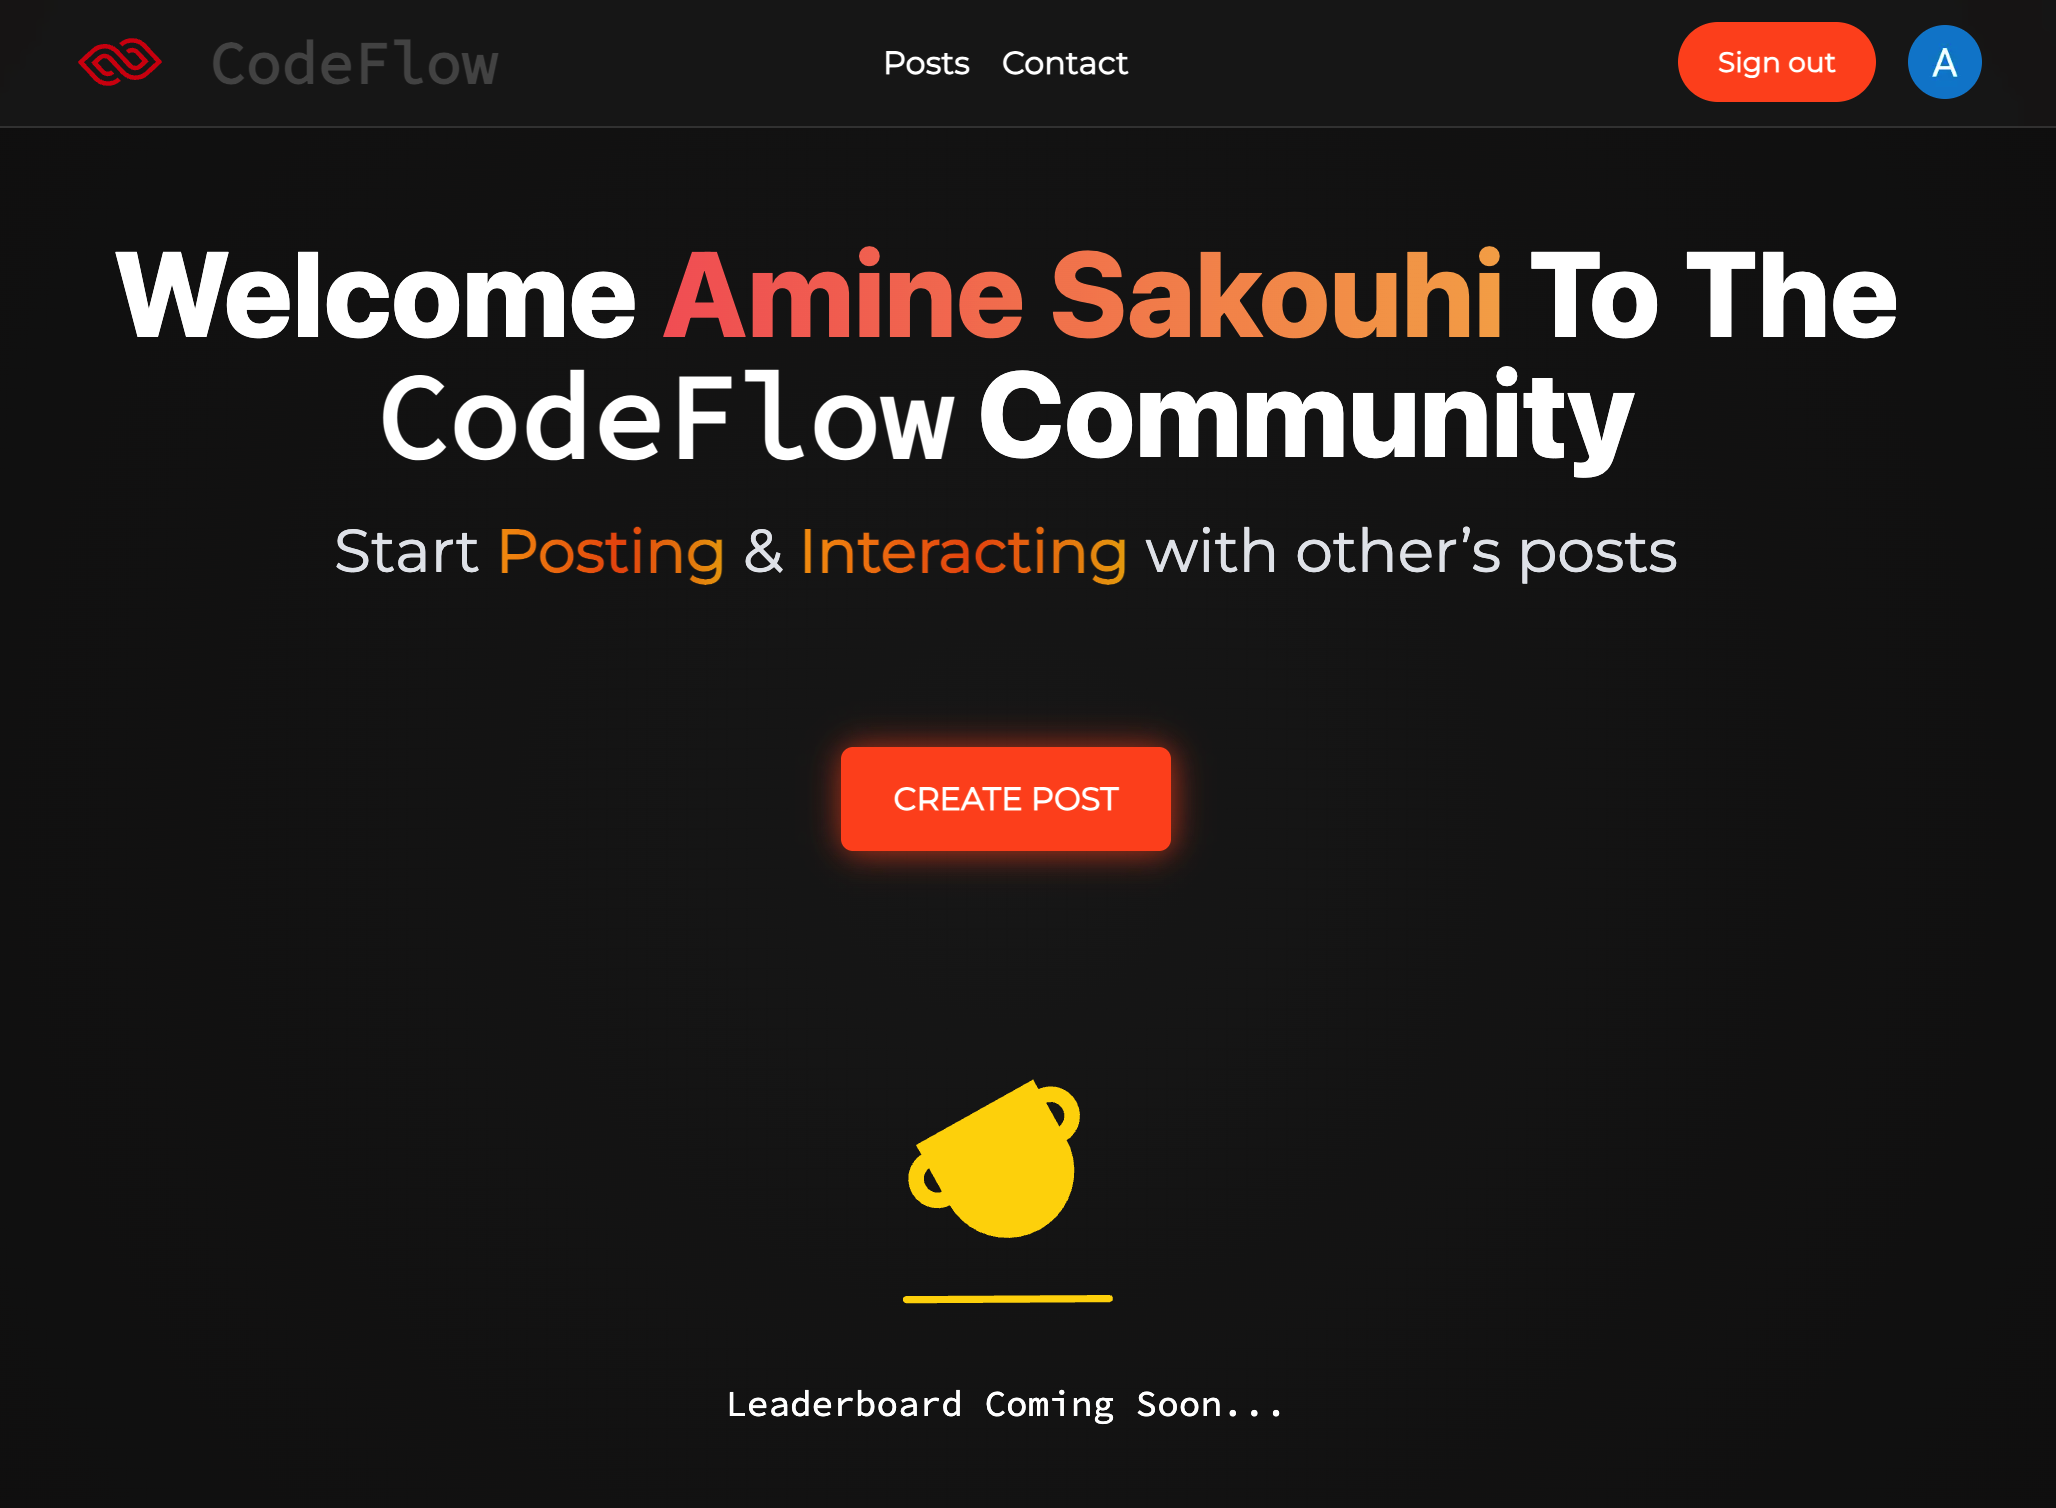 CodeFlow
Posts Contact
Sign out
A
Welcome Amine Sakouhi To The
CodeFlow Community
Start Posting & Interacting with other’s posts
CREATE POST
Leaderboard Coming Soon...